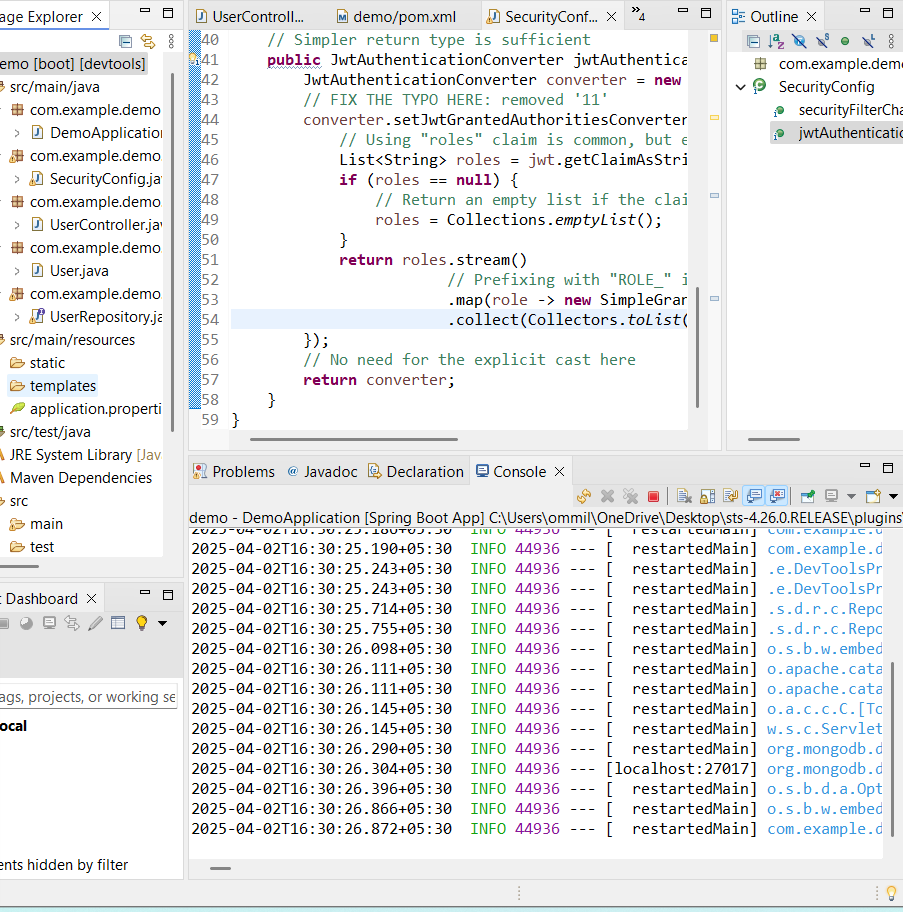 age Explorer
emo [boot] [devtools]
src/main/java
com.example.demo
DemoApplication
com.example.demo
SecurityConfig.ja
com.example.demo
UserController.ja
com.example.demo
User.java
com.example.demo
UserRepository.ja
src/main/resources
static
templates
application.properti
src/test/java
JRE System Library [Jav
Maven Dependencies
src
main
test
t Dashboard
ags, projects, or working se
ocal
ents hidden by filter
UserControll...
demo/pom.xml
SecurityConf...
»4
40 // Simpler return type is sufficient
41 public JwtAuthenticationConverter jwtAuthentica
42 JwtAuthenticationConverter converter = new
43 // FIX THE TYPO HERE: removed '11'
44 converter.setJwtGrantedAuthoritiesConverter
45 // Using "roles" claim is common, but e
46 List<String> roles = jwt.getClaimAsStri
47 if (roles == null) {
48 // Return an empty list if the clai
49 roles = Collections.emptyList();
50 }
51 return roles.stream()
52 // Prefixing with "ROLE_" i
53 .map(role -> new SimpleGran
54 .collect(Collectors.toList(
55 });
56 // No need for the explicit cast here
57 return converter;
58 }
59 }
Outline
com.example.demo
SecurityConfig
securityFilterCha
jwtAuthenticatio
Problems
@ Javadoc
Declaration
Console
demo - DemoApplication [Spring Boot App] C:\Users\ommil\OneDrive\Desktop\sts-4.26.0.RELEASE\plugins\
2025-04-02T16:30:25.180+05:30 INFO 44936 --- [ restartedMain] com.example.d
2025-04-02T16:30:25.190+05:30 INFO 44936 --- [ restartedMain] com.example.d
2025-04-02T16:30:25.243+05:30 INFO 44936 --- [ restartedMain] .e.DevToolsPr
2025-04-02T16:30:25.243+05:30 INFO 44936 --- [ restartedMain] .e.DevToolsPr
2025-04-02T16:30:25.714+05:30 INFO 44936 --- [ restartedMain] .s.d.r.c.Repo
2025-04-02T16:30:25.755+05:30 INFO 44936 --- [ restartedMain] .s.d.r.c.Repo
2025-04-02T16:30:26.098+05:30 INFO 44936 --- [ restartedMain] o.s.b.w.embed
2025-04-02T16:30:26.111+05:30 INFO 44936 --- [ restartedMain] o.apache.cata
2025-04-02T16:30:26.111+05:30 INFO 44936 --- [ restartedMain] o.apache.cata
2025-04-02T16:30:26.145+05:30 INFO 44936 --- [ restartedMain] o.a.c.c.C.[To
2025-04-02T16:30:26.145+05:30 INFO 44936 --- [ restartedMain] w.s.c.Servlet
2025-04-02T16:30:26.290+05:30 INFO 44936 --- [ restartedMain] org.mongodb.d
2025-04-02T16:30:26.304+05:30 INFO 44936 --- [localhost:27017] org.mongodb.d
2025-04-02T16:30:26.396+05:30 INFO 44936 --- [ restartedMain] o.s.b.d.a.Opt
2025-04-02T16:30:26.866+05:30 INFO 44936 --- [ restartedMain] o.s.b.w.embed
2025-04-02T16:30:26.872+05:30 INFO 44936 --- [ restartedMain] com.example.d